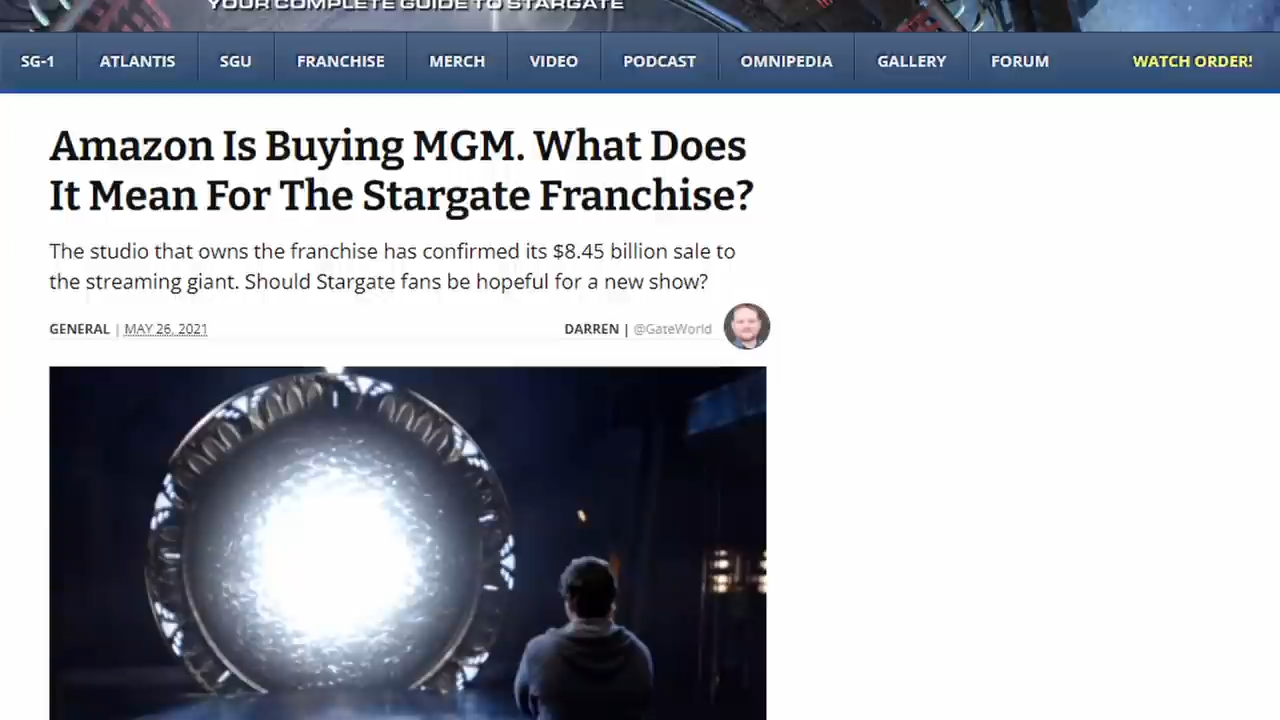 YOUR COMPLETE GUIDE TO STARGATE
SG-1 ATLANTIS SGU FRANCHISE MERCH VIDEO PODCAST OMNIPEDIA GALLERY FORUM WATCH ORDER!
Amazon Is Buying MGM. What Does
It Mean For The Stargate Franchise?
The studio that owns the franchise has confirmed its $8.45 billion sale to
the streaming giant. Should Stargate fans be hopeful for a new show?
GENERAL | MAY 26, 2021 DARREN | @GateWorld